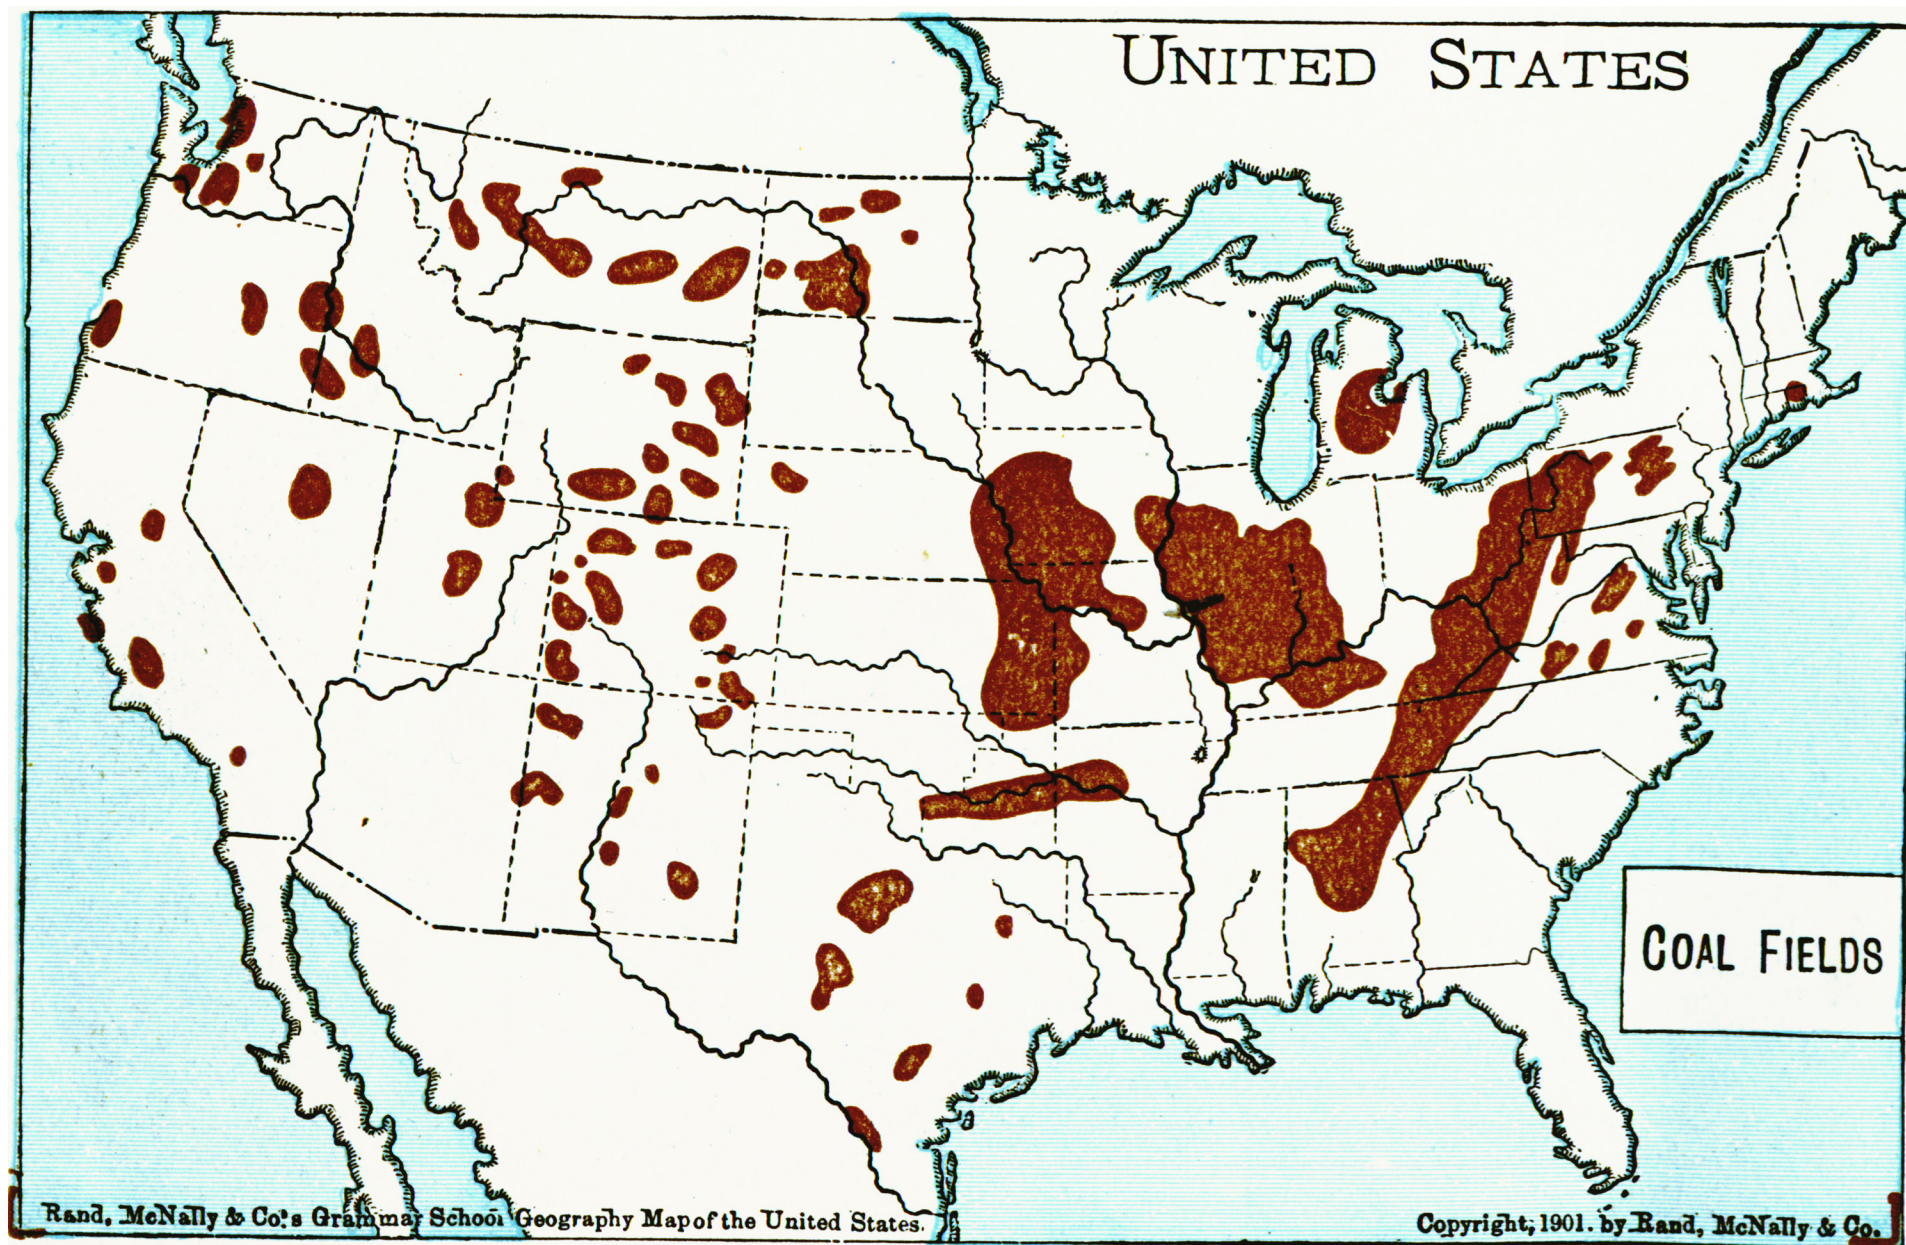 UNITED STATES
COAL FIELDS
Rand, McNally & Co.'s Grammar School Geography Map of the United States.
Copyright, 1901. by Rand, McNally & Co.